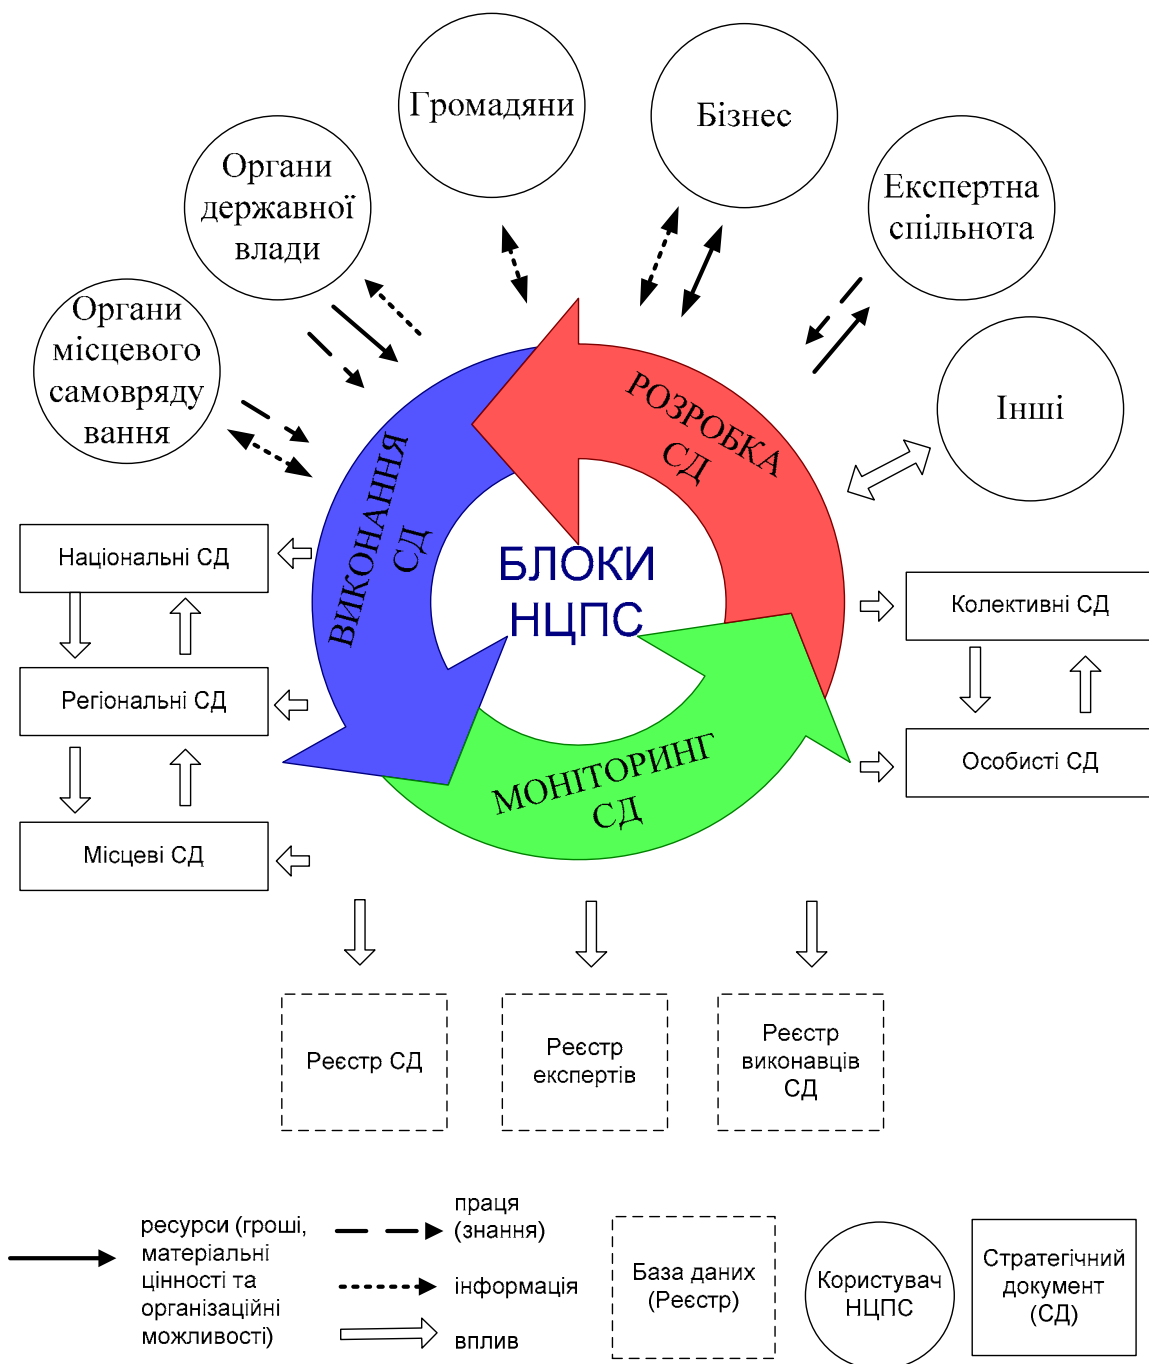 Громадяни
Бізнес
Органи
державної
влади
Експертна
спільнота
Органи
місцевого
самовряду
вання
Інші
РОЗРОБКА
СД
ВИКОНАННЯ
СД
БЛОКИ
НЦПС
МОНІТОРИНГ
СД
Національні СД
Регіональні СД
Місцеві СД
Колективні СД
Особисті СД
Реєстр СД
Реєстр
експертів
Реєстр
виконавців
СД
ресурси (гроші,
матеріальні
цінності та
організаційні
можливості)
праця
(знання)
інформація
вплив
База даних
(Реєстр)
Користувач
НЦПС
Стратегічний
документ
(СД)